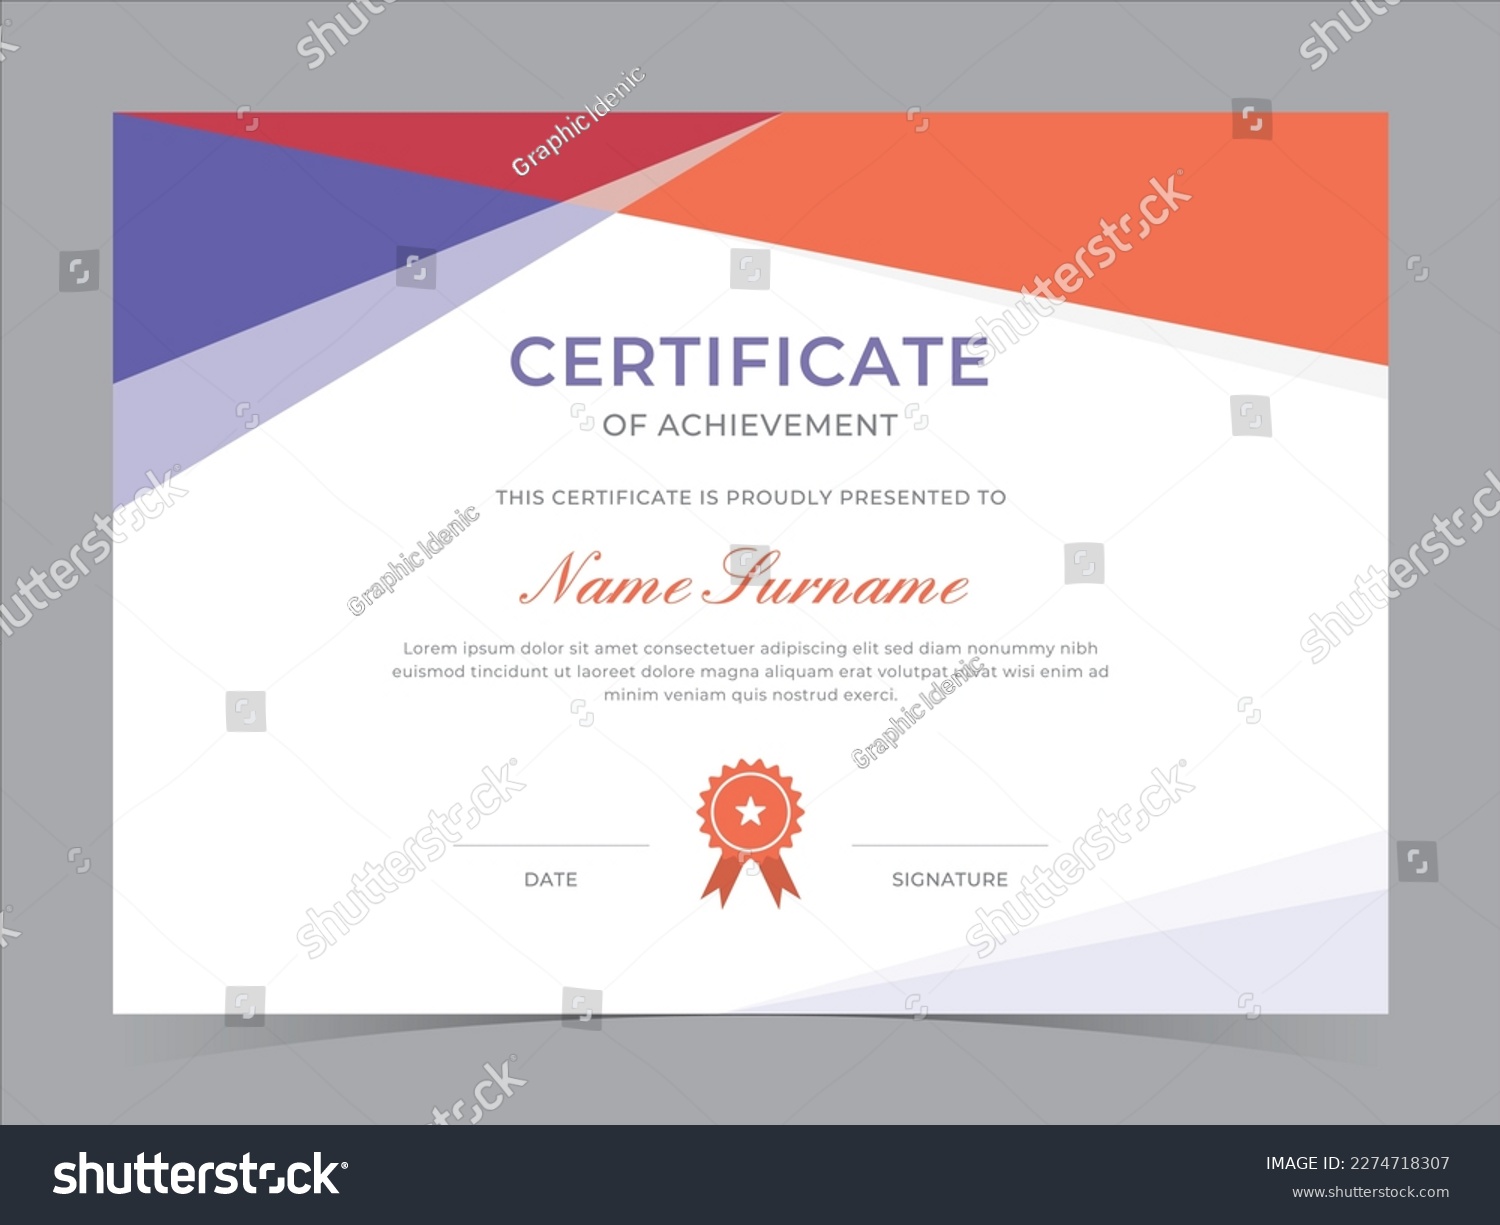 CERTIFICATE
OF ACHIEVEMENT
THIS CERTIFICATE IS PROUDLY PRESENTED TO
Name Surname
Lorem ipsum dolor sit amet consectetuer adipiscing elit sed diam nonummy nibh
euismod tincidunt ut laoreet dolore magna aliquam erat volutpat utwat wisi enim ad
minim veniam quis nostrud exerci.
DATE
SIGNATURE
shutterstock
shutterstock
shutterstock
shutterstock
shutterstock
Graphic Idenic
Graphic Idenic
Graphic Idenic
shutterstock®
IMAGE ID: 2274718307
www.shutterstock.com